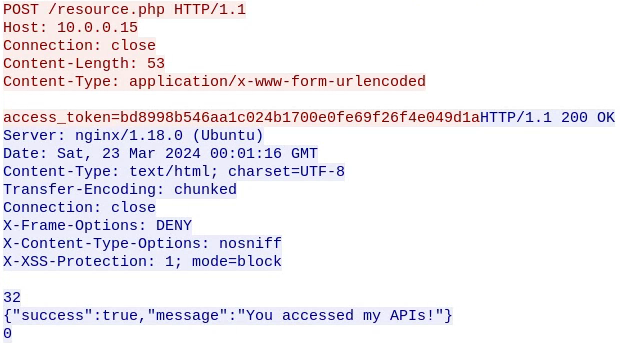 POST /resource.php HTTP/1.1
Host: 10.0.0.15
Connection: close
Content-Length: 53
Content-Type: application/x-www-form-urlencoded

access_token=bd8998b546aa1c024b1700e0fe69f26f4e049d1aHTTP/1.1 200 OK
Server: nginx/1.18.0 (Ubuntu)
Date: Sat, 23 Mar 2024 00:01:16 GMT
Content-Type: text/html; charset=UTF-8
Transfer-Encoding: chunked
Connection: close
X-Frame-Options: DENY
X-Content-Type-Options: nosniff
X-XSS-Protection: 1; mode=block

32
{"success":true,"message":"You accessed my APIs!"}
0